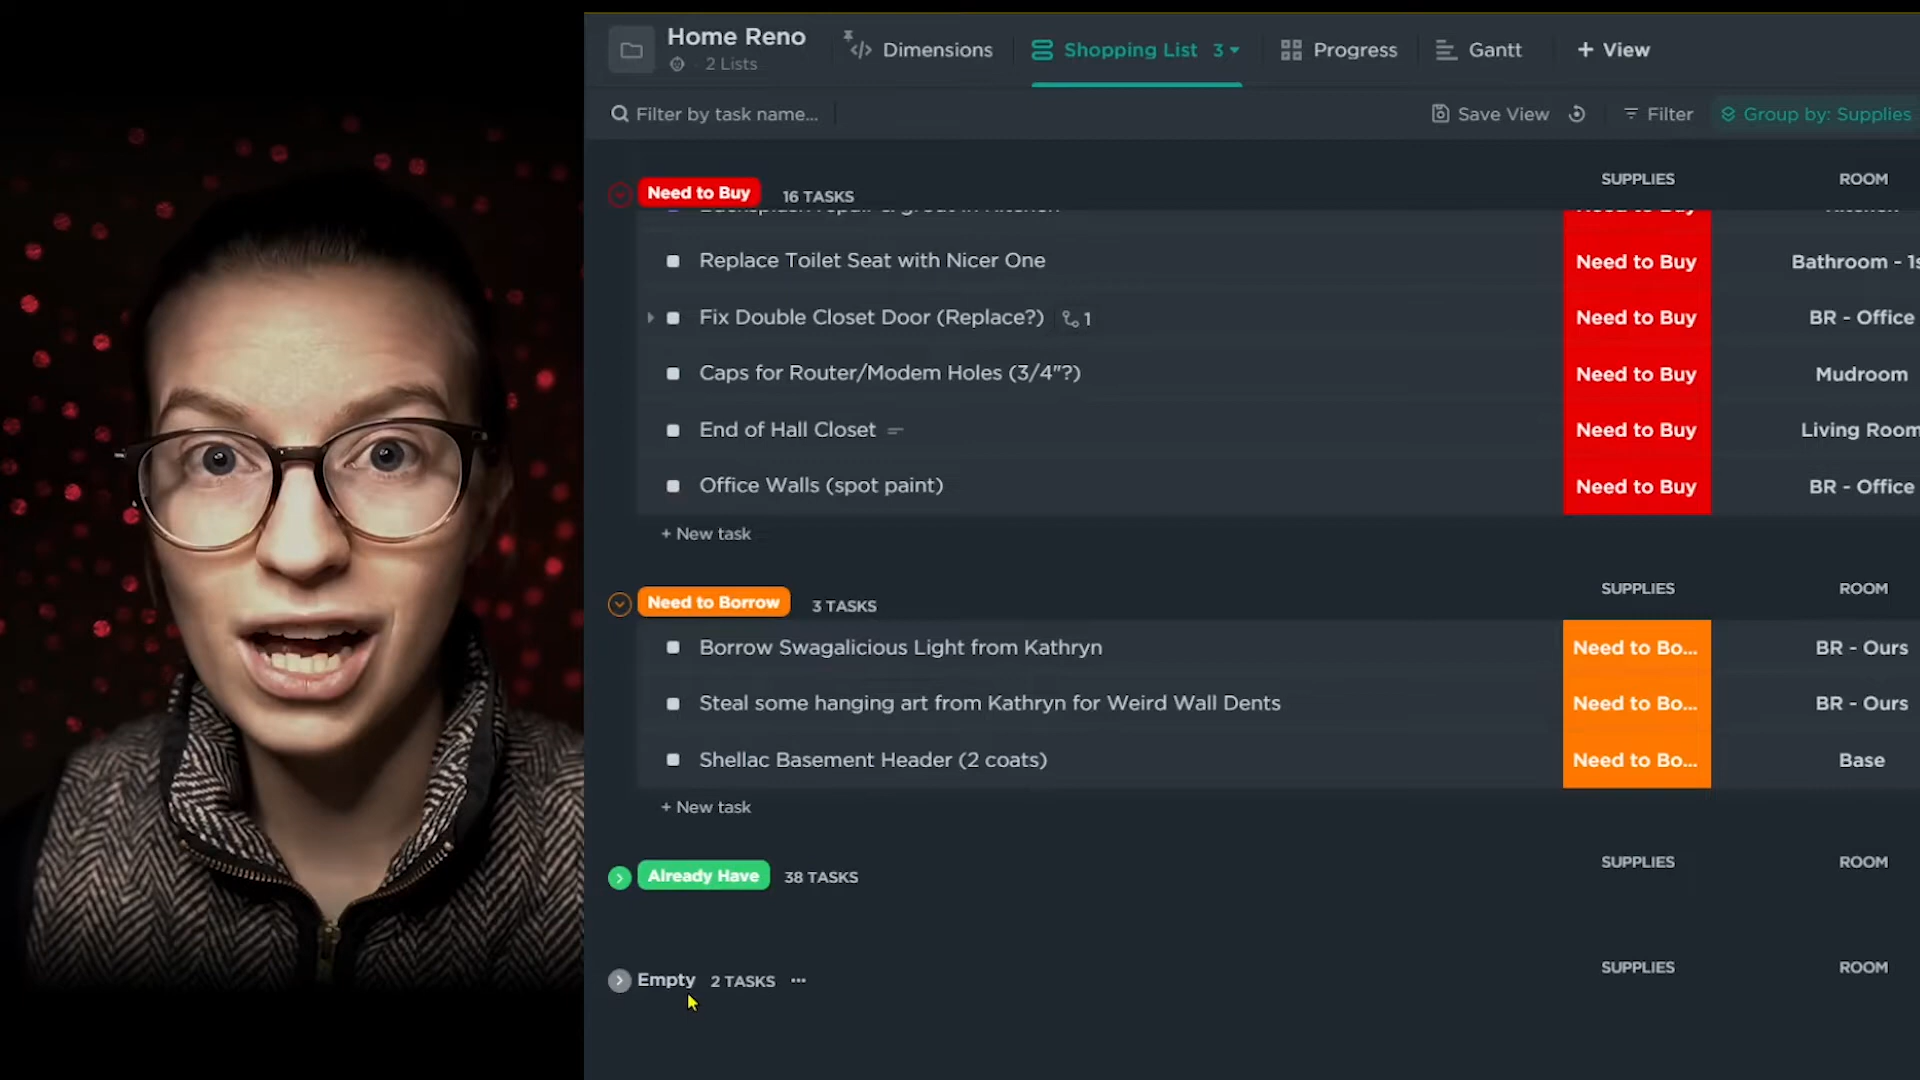 Home Reno
2 Lists
Dimensions
Shopping List 3
Progress
Gantt
+ View
Filter by task name...
Save View
Filter
Group by: Supplies
Need to Buy 16 TASKS SUPPLIES ROOM
Replace Toilet Seat with Nicer One Need to Buy Bathroom - 1s
Fix Double Closet Door (Replace?) 1 Need to Buy BR - Office
Caps for Router/Modem Holes (3/4"?) Need to Buy Mudroom
End of Hall Closet Need to Buy Living Room
Office Walls (spot paint) Need to Buy BR - Office
+ New task
Need to Borrow 3 TASKS SUPPLIES ROOM
Borrow Swagalicious Light from Kathryn Need to Bo... BR - Ours
Steal some hanging art from Kathryn for Weird Wall Dents Need to Bo... BR - Ours
Shellac Basement Header (2 coats) Need to Bo... Base
+ New task
Already Have 38 TASKS SUPPLIES ROOM
Empty 2 TASKS ... SUPPLIES ROOM